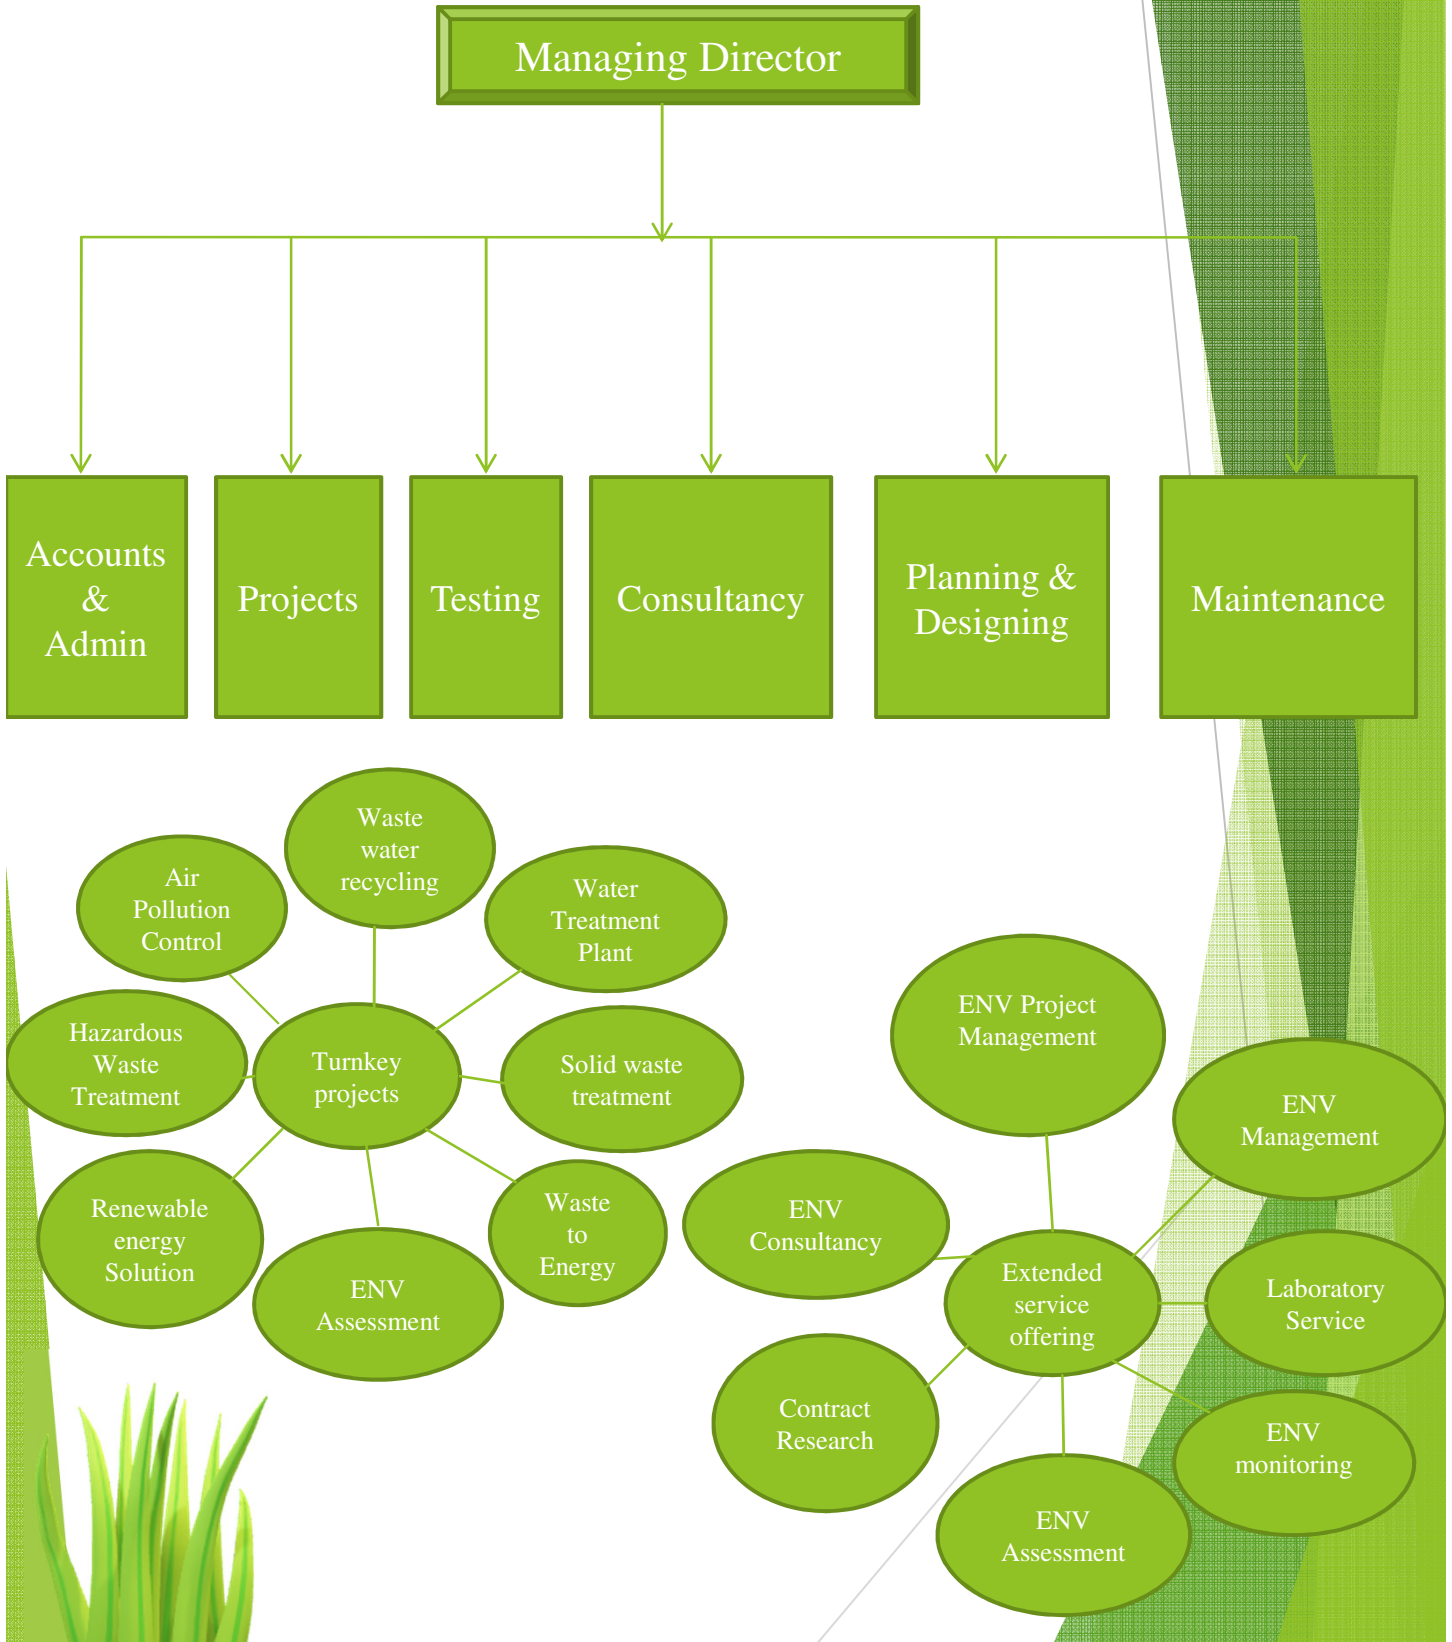 Managing Director
Accounts
&
Admin
Projects
Testing
Consultancy
Planning &
Designing
Maintenance
Waste
water
recycling
Air
Pollution
Control
Water
Treatment
Plant
Hazardous
Waste
Treatment
Turnkey
projects
Solid waste
treatment
Renewable
energy
Solution
ENV
Assessment
Waste
to
Energy
ENV Project
Management
ENV
Management
ENV
Consultancy
Extended
service
offering
Laboratory
Service
Contract
Research
ENV
monitoring
ENV
Assessment